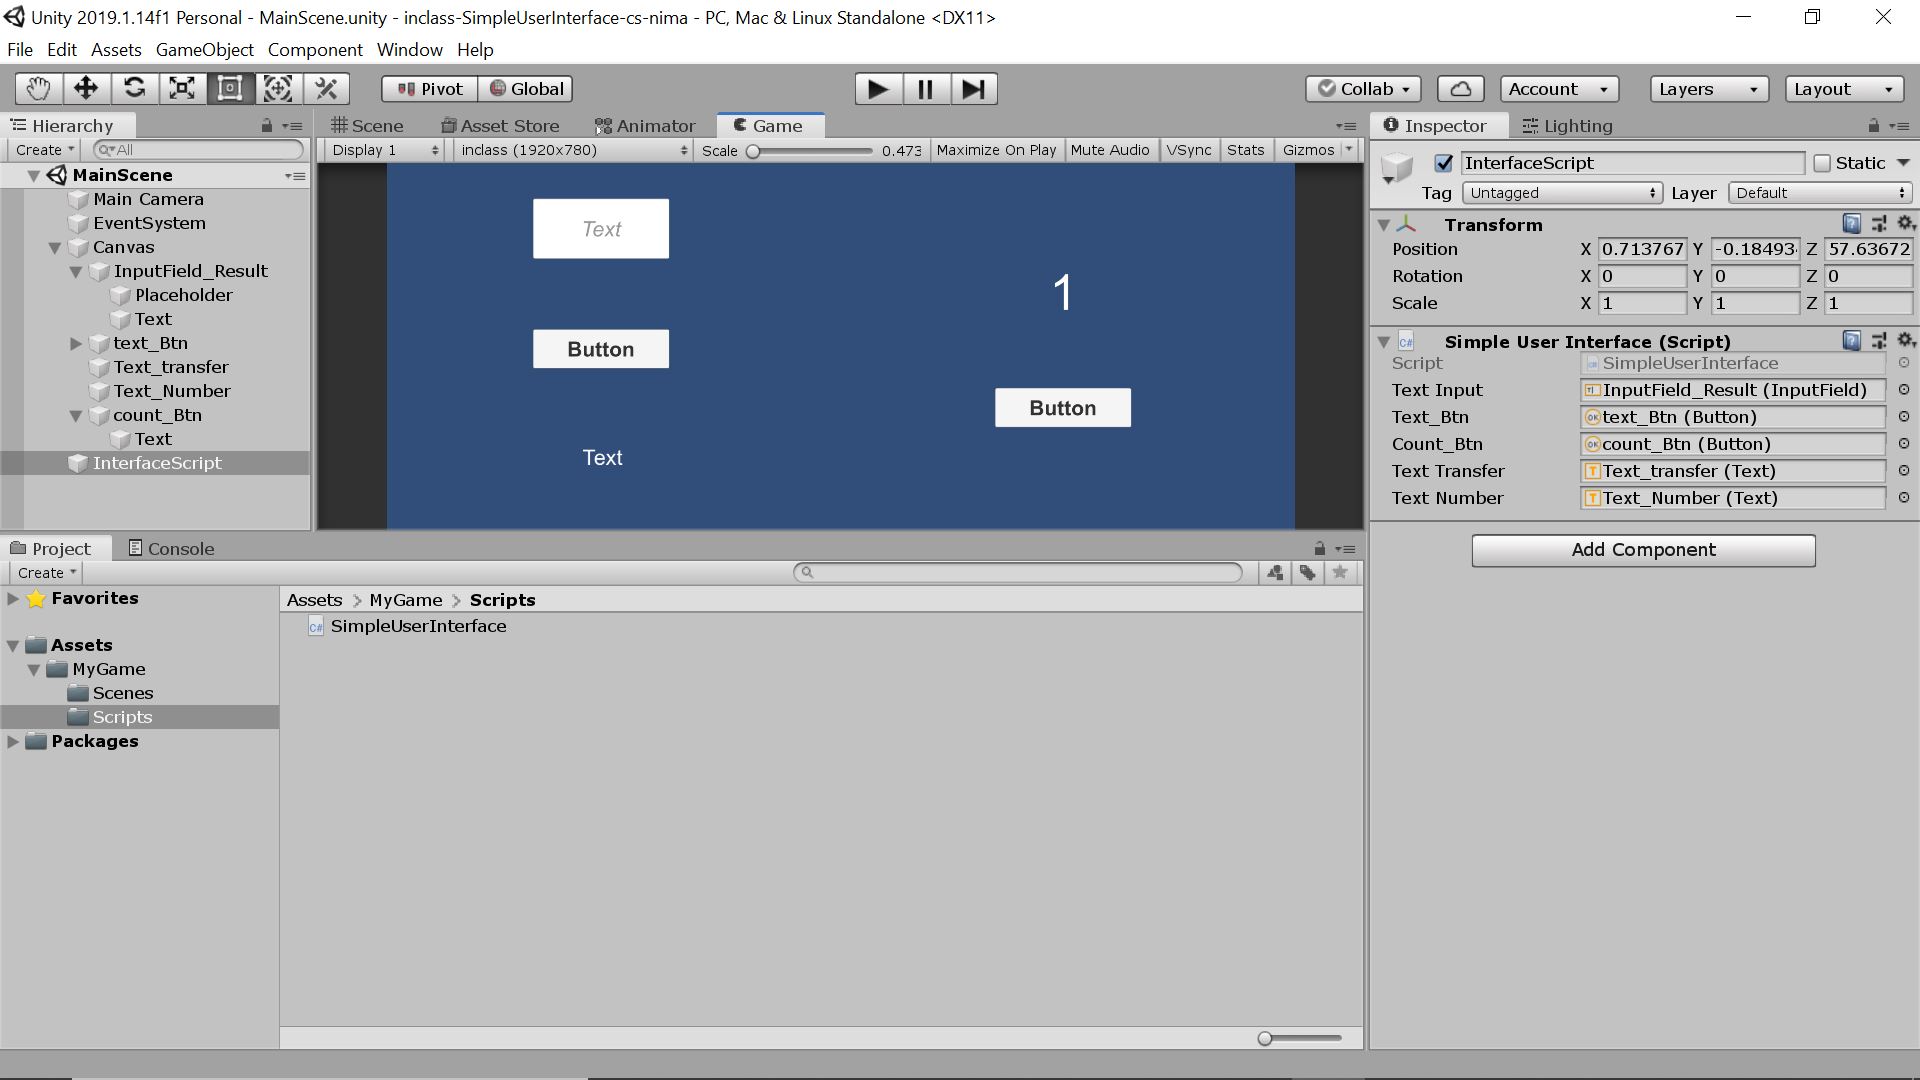 Unity 2019.1.14f1 Personal - MainScene.unity - inclass-SimpleUserInterface-cs-nima - PC, Mac & Linux Standalone <DX11>
File Edit Assets GameObject Component Window Help
Pivot Global Collab Account Layers Layout
Hierarchy
Create All
MainScene
Main Camera
EventSystem
Canvas
InputField_Result
Placeholder
Text
text_Btn
Text_transfer
Text_Number
count_Btn
Text
InterfaceScript
Scene Asset Store Animator Game
Display 1 inclass (1920x780) Scale 0.473 Maximize On Play Mute Audio VSync Stats Gizmos
Text
1
Button
Button
Text
Inspector Lighting
InterfaceScript Static
Tag Untagged Layer Default
Transform
Position X 0.713767 Y -0.18493 Z 57.63672
Rotation X 0 Y 0 Z 0
Scale X 1 Y 1 Z 1
C# Simple User Interface (Script)
Script SimpleUserInterface
Text Input InputField_Result (InputField)
Text_Btn OK text_Btn (Button)
Count_Btn OK count_Btn (Button)
Text Transfer T Text_transfer (Text)
Text Number T Text_Number (Text)
Add Component
Project Console
Create
Favorites
Assets
MyGame
Scenes
Scripts
Packages
Assets > MyGame > Scripts
C# SimpleUserInterface